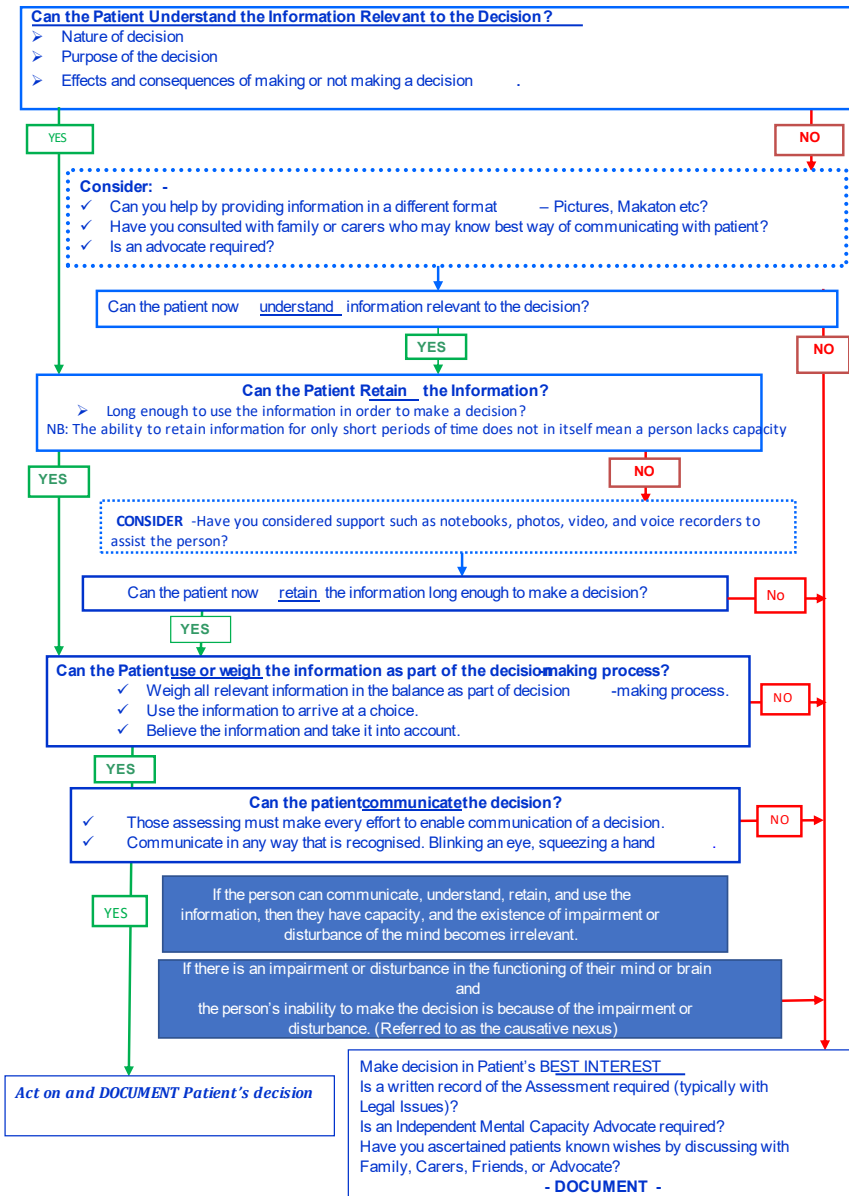 Can the Patient Understand the Information Relevant to the Decision?
➢ Nature of decision
➢ Purpose of the decision
➢ Effects and consequences of making or not making a decision .
YES
NO
Consider: -
✓ Can you help by providing information in a different format – Pictures, Makaton etc?
✓ Have you consulted with family or carers who may know best way of communicating with patient?
✓ Is an advocate required?
Can the patient now understand information relevant to the decision?
YES
NO
Can the Patient Retain the Information?
➢ Long enough to use the information in order to make a decision?
NB: The ability to retain information for only short periods of time does not in itself mean a person lacks capacity
YES
NO
CONSIDER -Have you considered support such as notebooks, photos, video, and voice recorders to
assist the person?
Can the patient now retain the information long enough to make a decision?
No
YES
Can the Patient use or weigh the information as part of the decision-making process?
✓ Weigh all relevant information in the balance as part of decision -making process.
✓ Use the information to arrive at a choice.
✓ Believe the information and take it into account.
NO
YES
Can the patient communicate the decision?
✓ Those assessing must make every effort to enable communication of a decision.
✓ Communicate in any way that is recognised. Blinking an eye, squeezing a hand .
NO
YES
If the person can communicate, understand, retain, and use the
information, then they have capacity, and the existence of impairment or
disturbance of the mind becomes irrelevant.
If there is an impairment or disturbance in the functioning of their mind or brain
and
the person's inability to make the decision is because of the impairment or
disturbance. (Referred to as the causative nexus)
Act on and DOCUMENT Patient's decision
Make decision in Patient's BEST INTEREST
Is a written record of the Assessment required (typically with
Legal Issues)?
Is an Independent Mental Capacity Advocate required?
Have you ascertained patients known wishes by discussing with
Family, Carers, Friends, or Advocate?
- DOCUMENT -